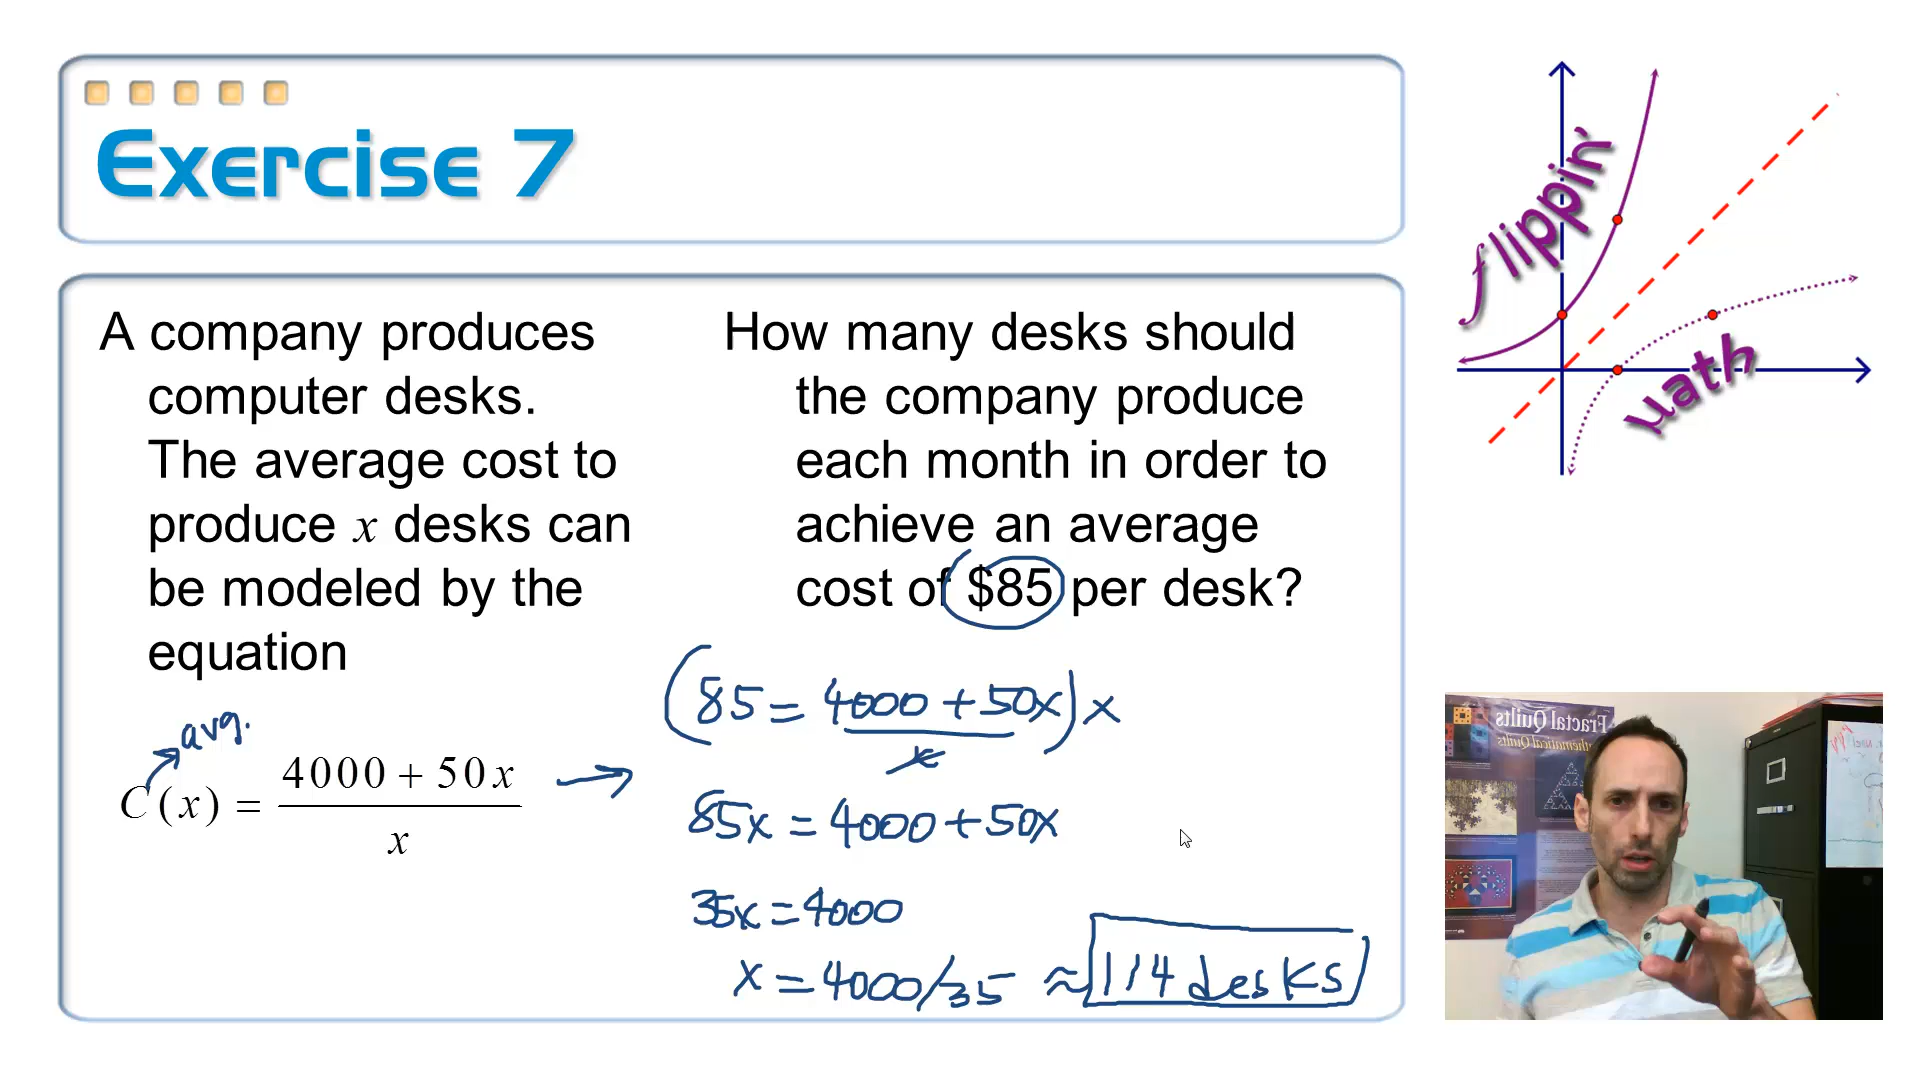 Exercise 7
A company produces
computer desks.
The average cost to
produce x desks can
be modeled by the
equation
avg.
C(x) = \frac{4000 + 50x}{x}
How many desks should
the company produce
each month in order to
achieve an average
cost of $85 per desk?
(85 = \frac{4000 + 50x}{x}) x
85x = 4000 + 50x
35x = 4000
x = 4000/35 ≈ 114 desks
flippin'
math
Fractal Quilts